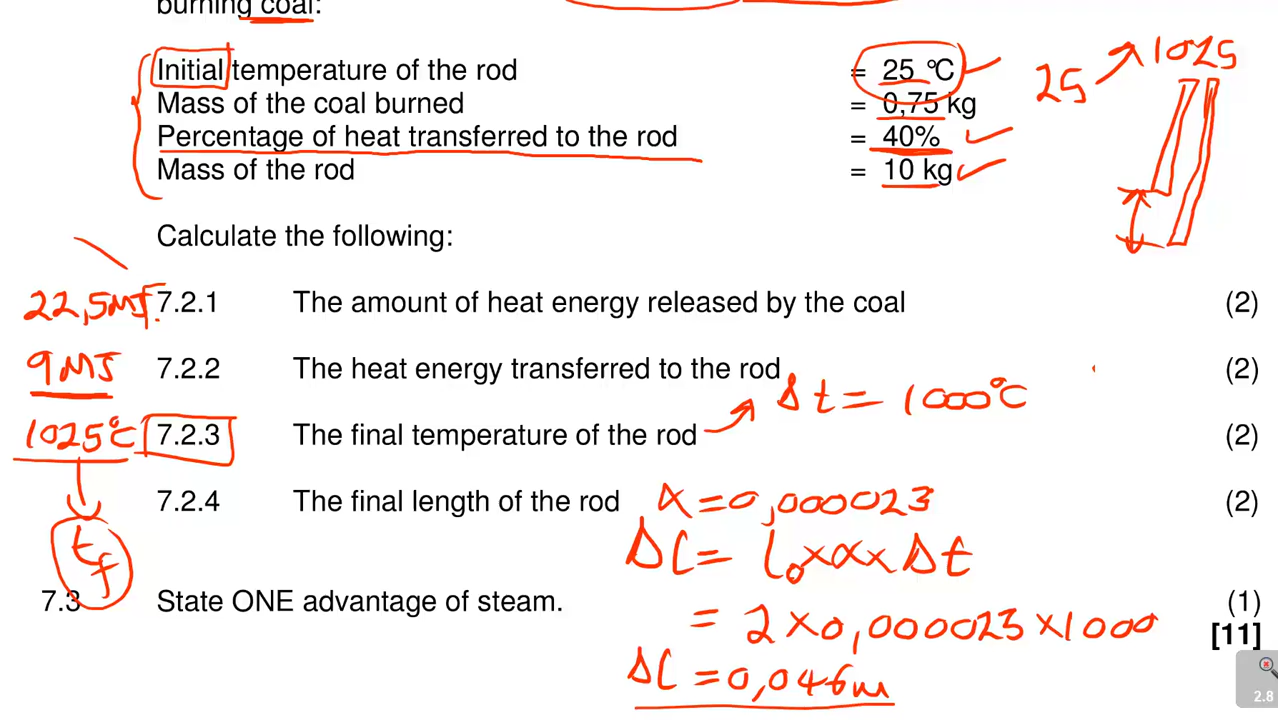 burning coal:
Initial temperature of the rod = 25 °C 25 1025
Mass of the coal burned = 0,75 kg
Percentage of heat transferred to the rod = 40%
Mass of the rod = 10 kg
Calculate the following:
22,5MJ 7.2.1 The amount of heat energy released by the coal (2)
9MJ 7.2.2 The heat energy transferred to the rod (2)
Δt = 1000°C
1025°C 7.2.3 The final temperature of the rod (2)
7.2.4 The final length of the rod α = 0,000023 (2)
tf Δl = l₀ × α × Δt
7.3 State ONE advantage of steam. (1)
= 2 × 0,000023 × 1000 [11]
Δl = 0,046m
2.8